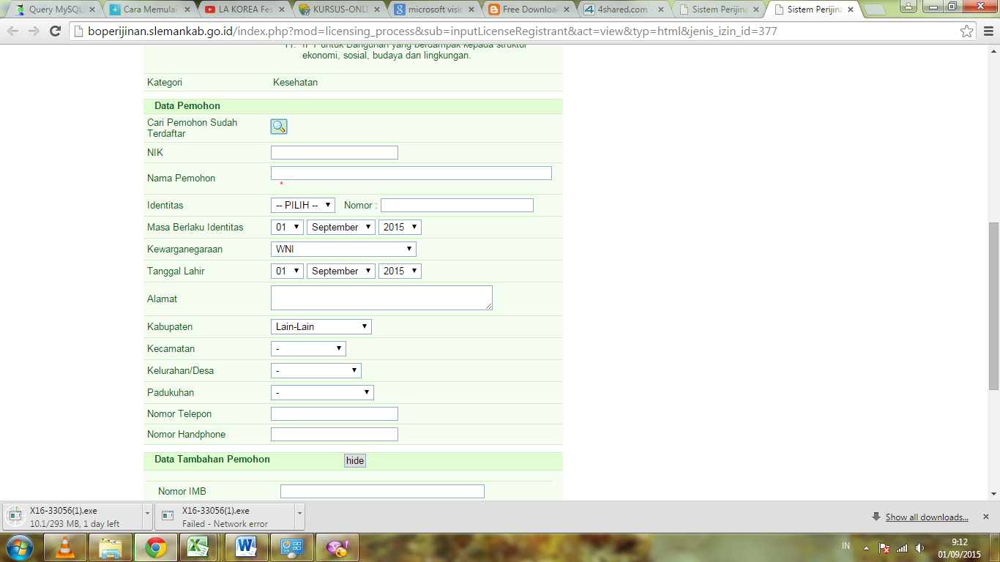 Query MySQL
Cara Memulai
LA KOREA Fes
KURSUS-ONLI
microsoft visi
Free Downloa
4shared.com
Sistem Perijina
Sistem Perijina
boperijinan.slemankab.go.id/index.php?mod=licensing_process&sub=inputLicenseRegistrant&act=view&typ=html&jenis_izin_id=377
untuk Bangunan yang berdampak kepada struktur
ekonomi, sosial, budaya dan lingkungan.
Kategori Kesehatan
Data Pemohon
Cari Pemohon Sudah
Terdaftar
NIK
Nama Pemohon
*
Identitas -- PILIH -- Nomor :
Masa Berlaku Identitas 01 September 2015
Kewarganegaraan WNI
Tanggal Lahir 01 September 2015
Alamat
Kabupaten Lain-Lain
Kecamatan -
Kelurahan/Desa -
Padukuhan -
Nomor Telepon
Nomor Handphone
Data Tambahan Pemohon hide
Nomor IMB
X16-33056(1).exe
10.1/293 MB, 1 day left
X16-33056(1).exe
Failed - Network error
Show all downloads...
IN
9:12
01/09/2015